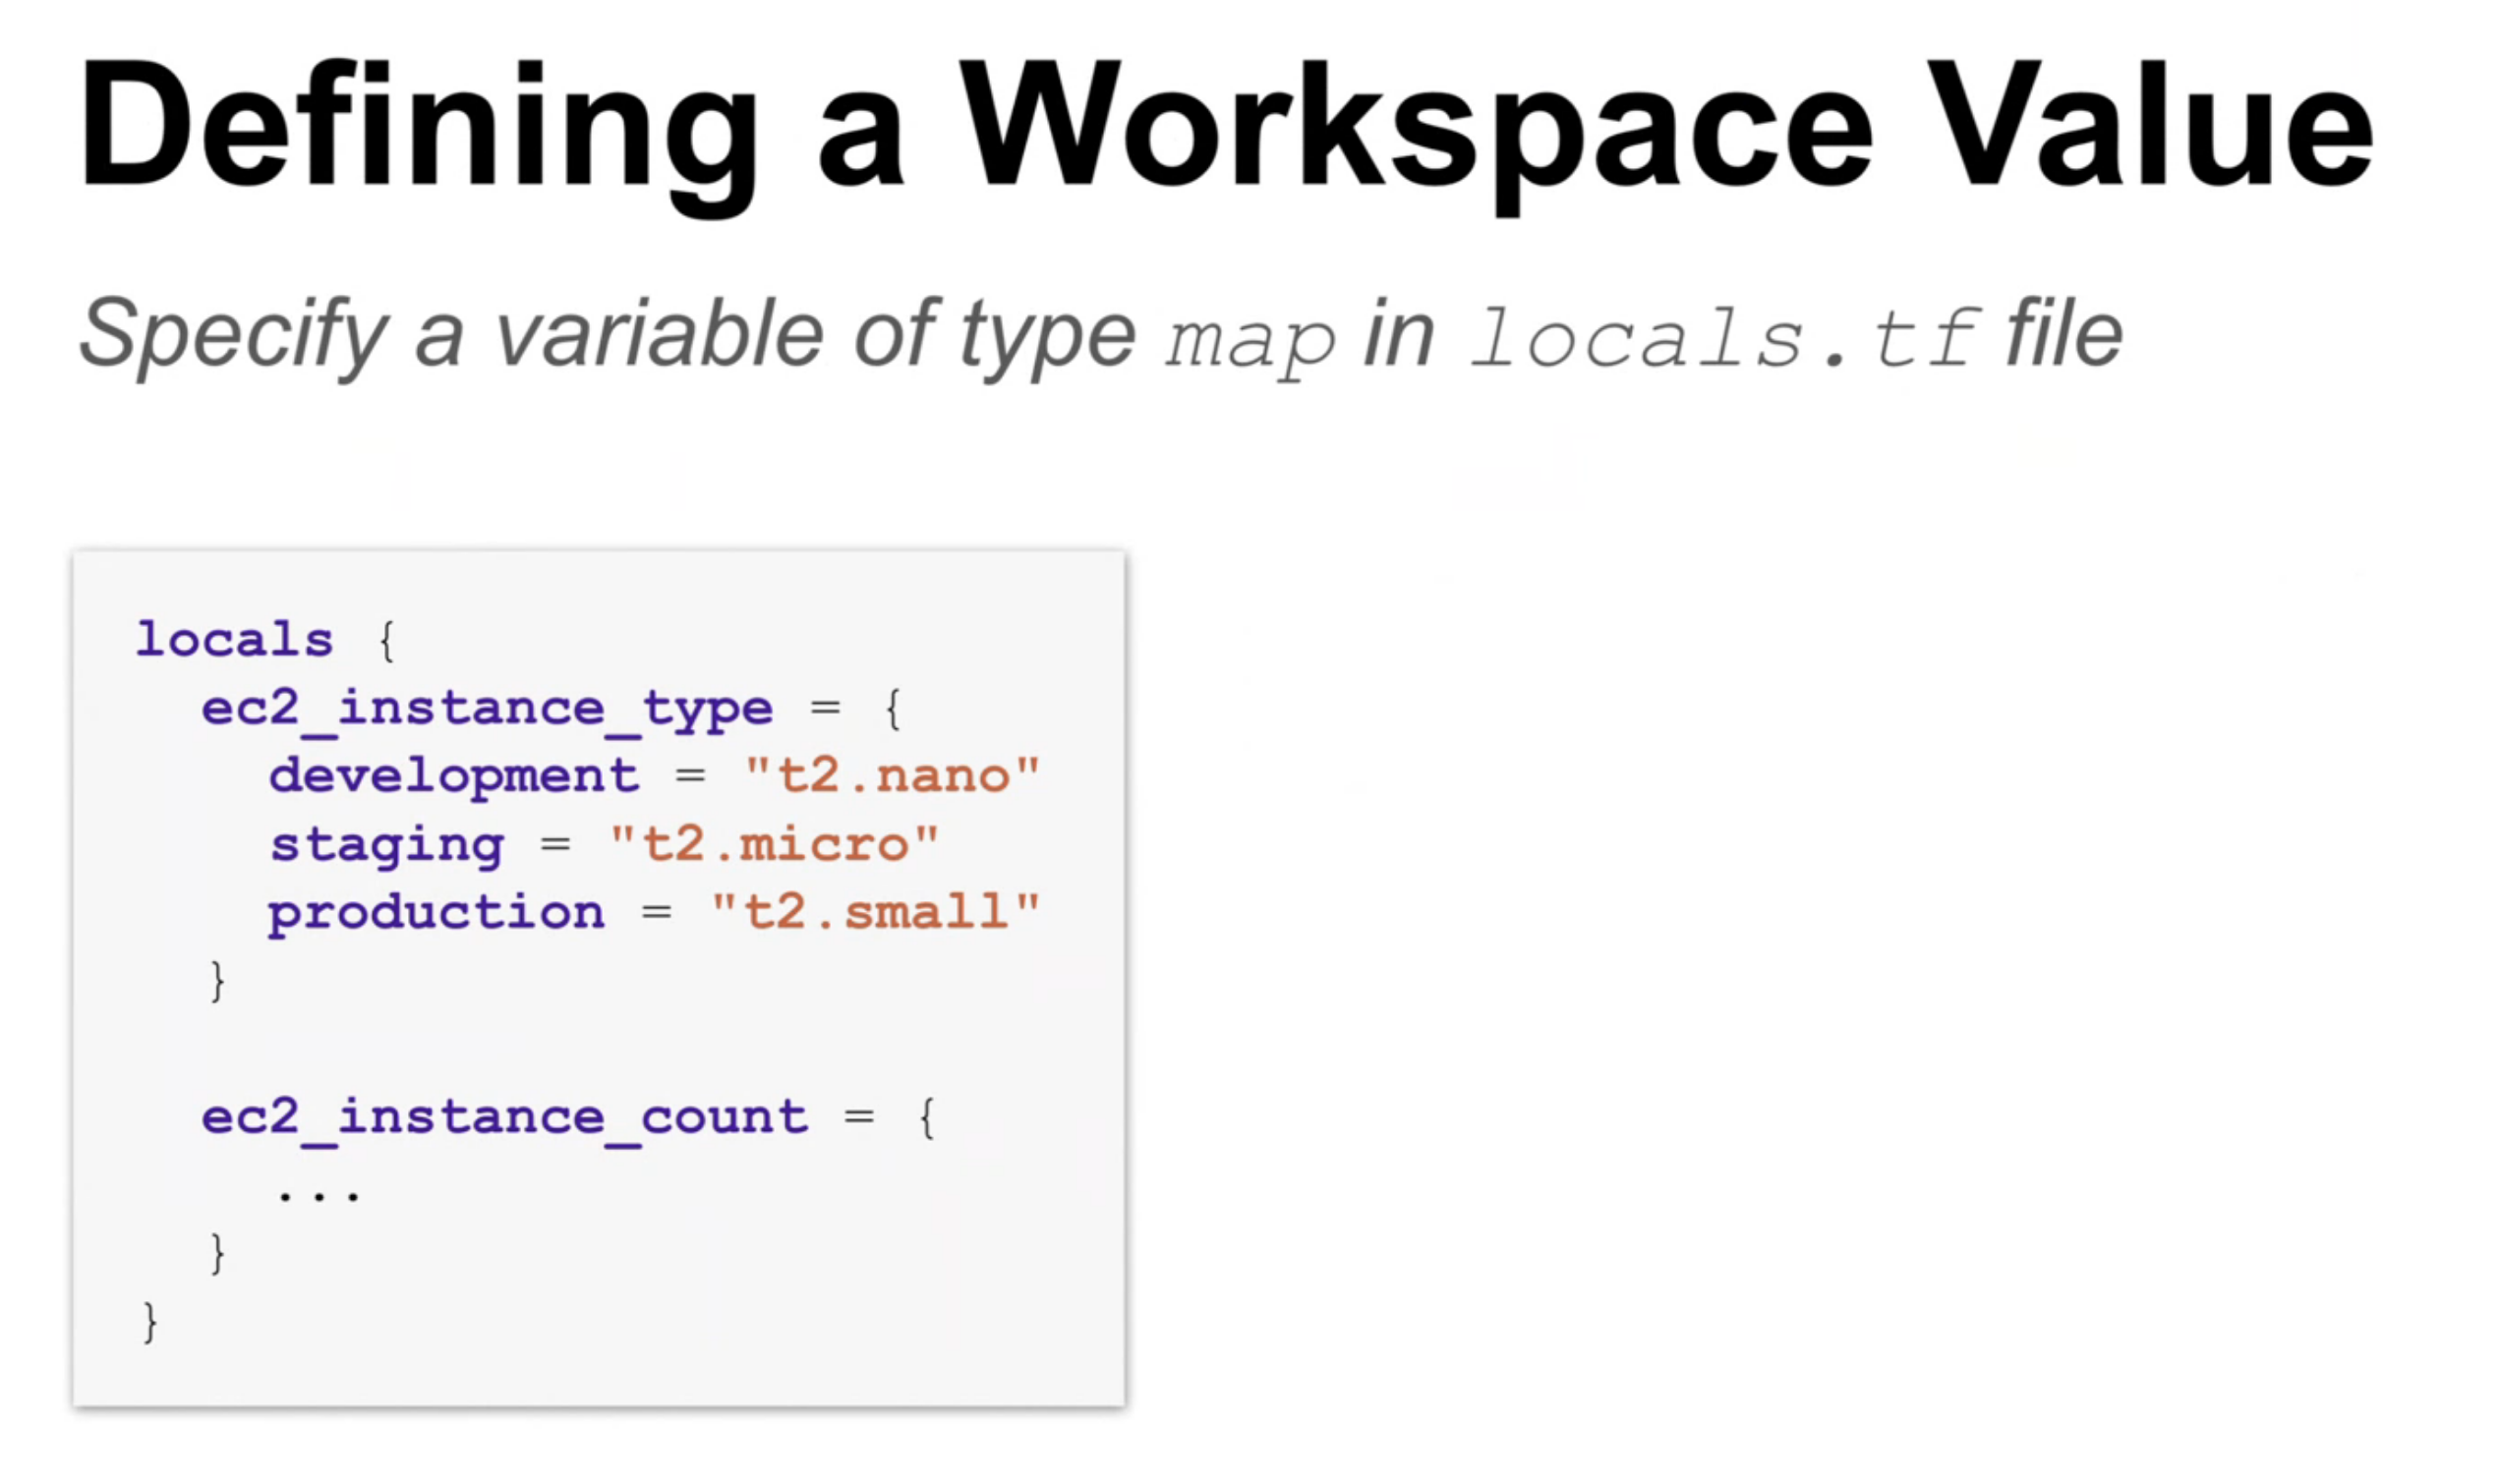 Defining a Workspace Value
Specify a variable of type map in locals.tf file
locals {
  ec2_instance_type = {
    development = "t2.nano"
    staging = "t2.micro"
    production = "t2.small"
  }
  ec2_instance_count = {
    ...
  }
}